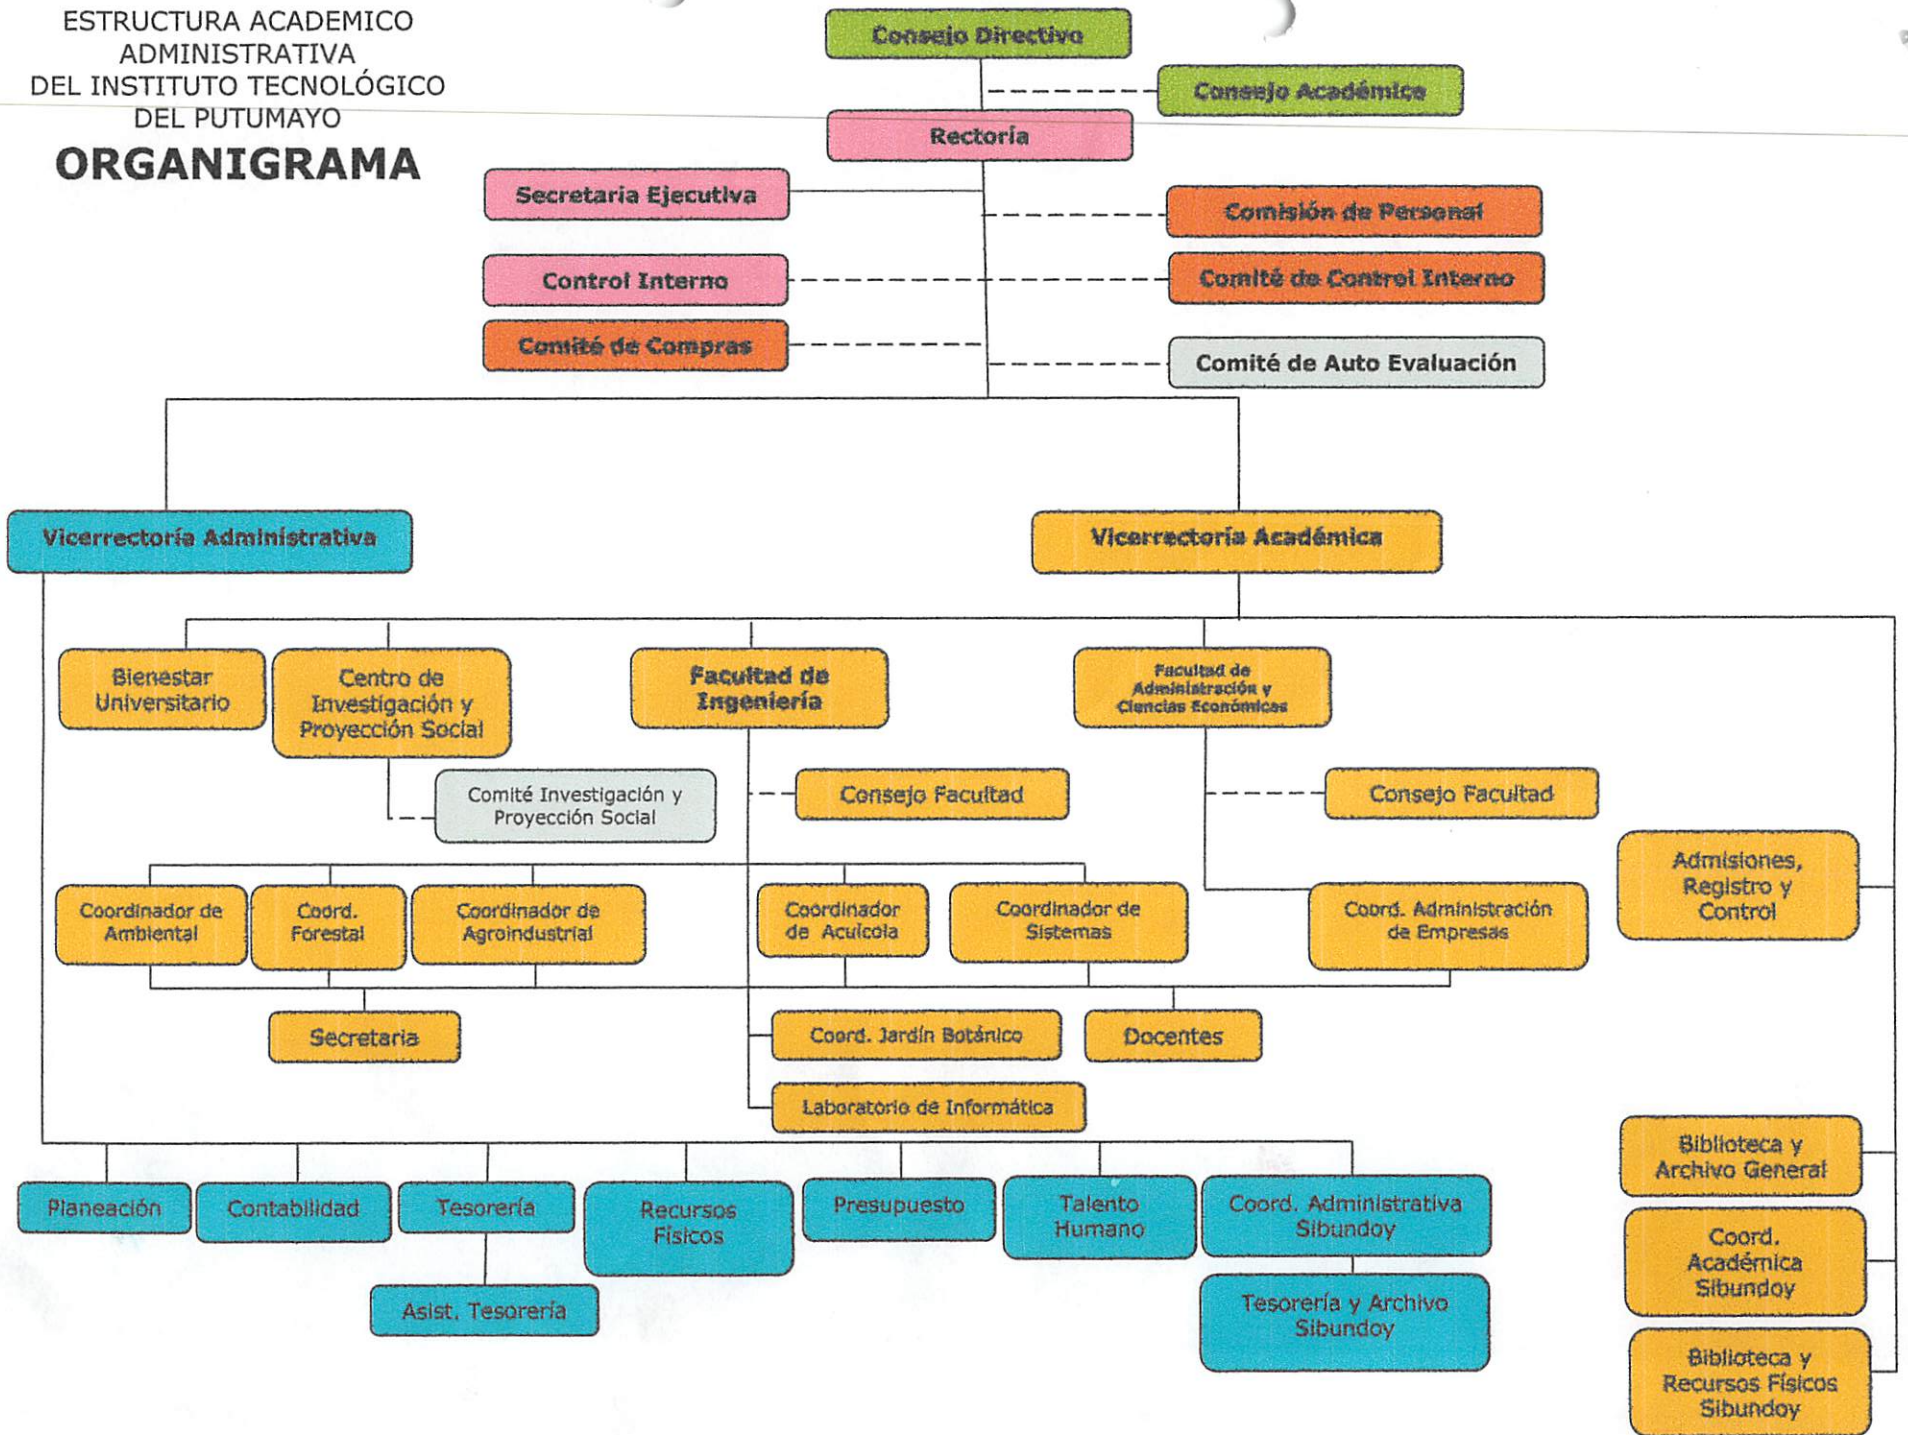 ESTRUCTURA ACADEMICO
ADMINISTRATIVA
DEL INSTITUTO TECNOLÓGICO
DEL PUTUMAYO
ORGANIGRAMA
Consejo Directivo
Consejo Académico
Rectoría
Secretaria Ejecutiva
Comisión de Personal
Control Interno
Comité de Control Interno
Comité de Compras
Comité de Auto Evaluación
Vicerrectoría Administrativa
Vicerrectoría Académica
Bienestar
Universitario
Centro de
Investigación y
Proyección Social
Facultad de
Ingeniería
Facultad de
Administración y
Ciencias Económicas
Comité Investigación y
Proyección Social
Consejo Facultad
Consejo Facultad
Admisiones,
Registro y
Control
Coordinador de
Ambiental
Coord.
Forestal
Coordinador de
Agroindustrial
Coordinador
de Acuícola
Coordinador de
Sistemas
Coord. Administración
de Empresas
Secretaria
Coord. Jardín Botánico
Docentes
Laboratorio de Informática
Biblioteca y
Archivo General
Planeación
Contabilidad
Tesorería
Recursos
Físicos
Presupuesto
Talento
Humano
Coord. Administrativa
Sibundoy
Coord.
Académica
Sibundoy
Asist. Tesorería
Tesorería y Archivo
Sibundoy
Biblioteca y
Recursos Físicos
Sibundoy